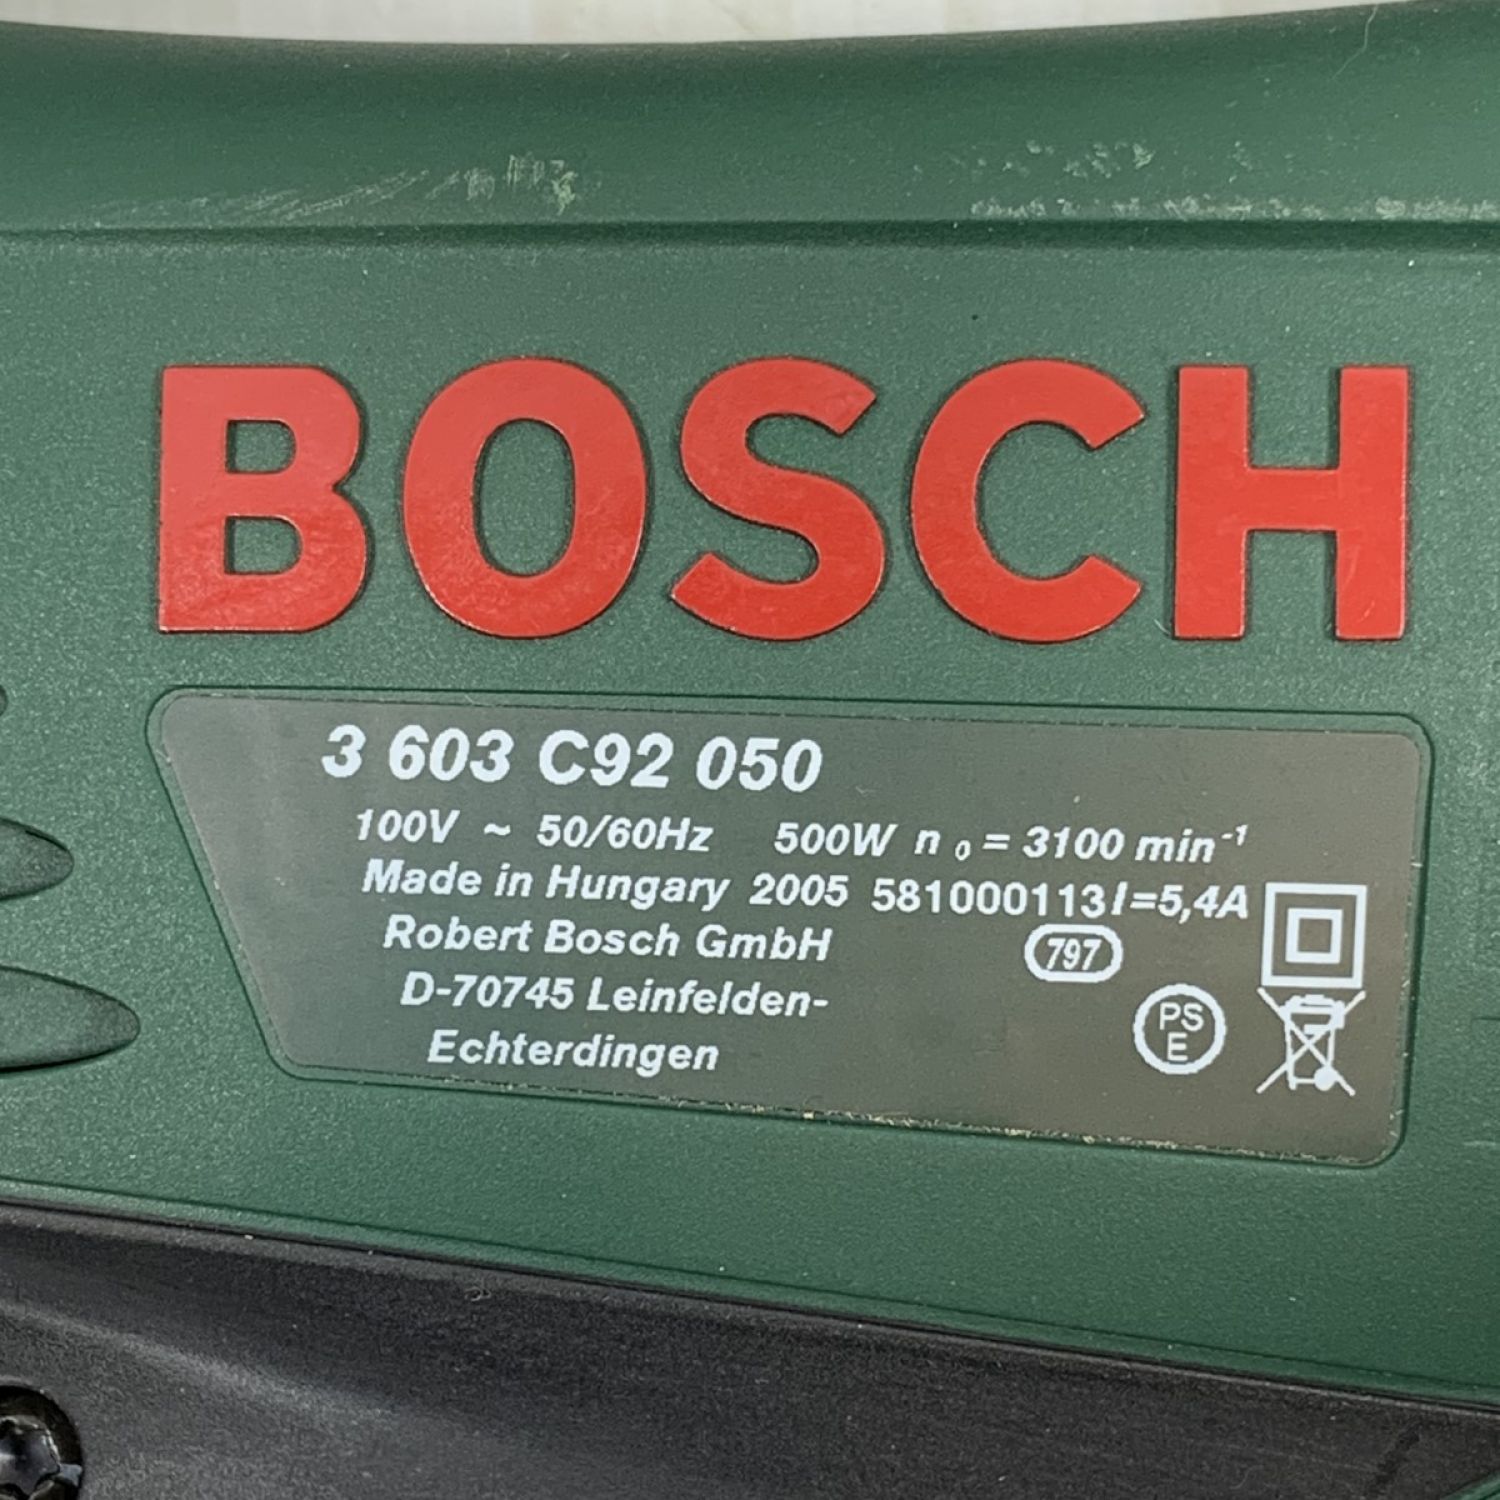 BOSCH
3 603 C92 050
100V ~ 50/60Hz 500W n₀ = 3100 min⁻¹
Made in Hungary 2005 581000113 I=5,4A
Robert Bosch GmbH
797
D-70745 Leinfelden-
Echterdingen
PS
E